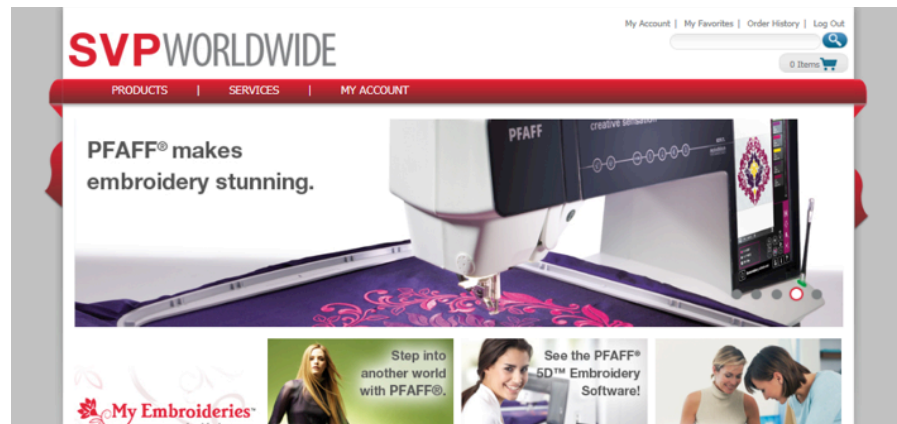 SVPWORLDWIDE
My Account | My Favorites | Order History | Log Out
0 Items
PRODUCTS | SERVICES | MY ACCOUNT
PFAFF® makes
embroidery stunning.
PFAFF
creative sensation
Step into
another world
with PFAFF®.
See the PFAFF®
5D™ Embroidery
Software!
My Embroideries™